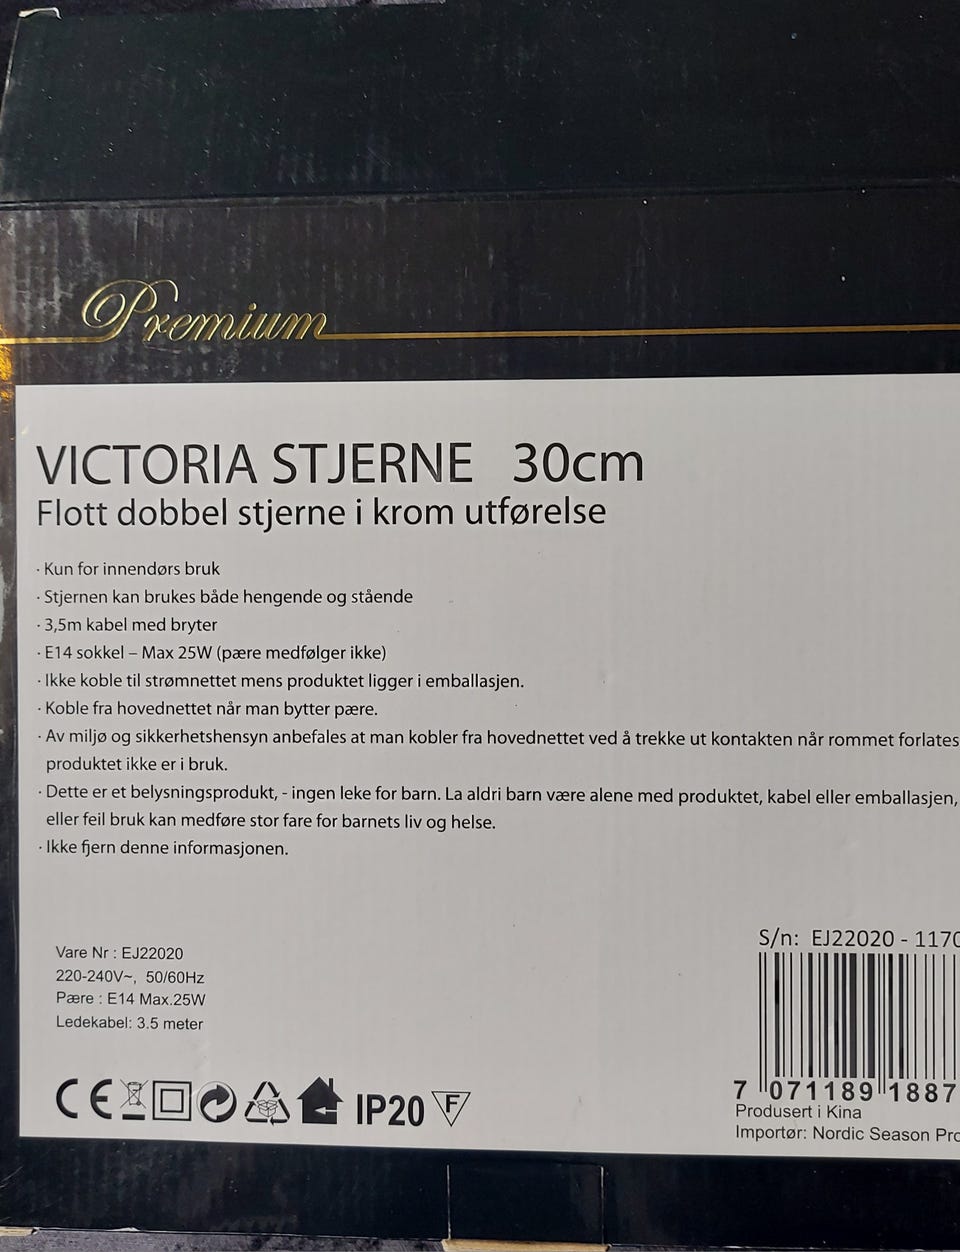 Premium
VICTORIA STJERNE 30cm
Flott dobbel stjerne i krom utførelse
· Kun for innendørs bruk
· Stjernen kan brukes både hengende og stående
· 3,5m kabel med bryter
· E14 sokkel – Max 25W (pære medfølger ikke)
· Ikke koble til strømnettet mens produktet ligger i emballasjen.
· Koble fra hovednettet når man bytter pære.
· Av miljø og sikkerhetshensyn anbefales at man kobler fra hovednettet ved å trekke ut kontakten når rommet forlates
produktet ikke er i bruk.
· Dette er et belysningsprodukt, - ingen leke for barn. La aldri barn være alene med produktet, kabel eller emballasjen,
eller feil bruk kan medføre stor fare for barnets liv og helse.
· Ikke fjern denne informasjonen.
Vare Nr : EJ22020
220-240V~, 50/60Hz
Pære : E14 Max.25W
Ledekabel: 3.5 meter
CE IP20 F
S/n: EJ22020 - 1170
7 071189 1887
Produsert i Kina
Importør: Nordic Season Pro